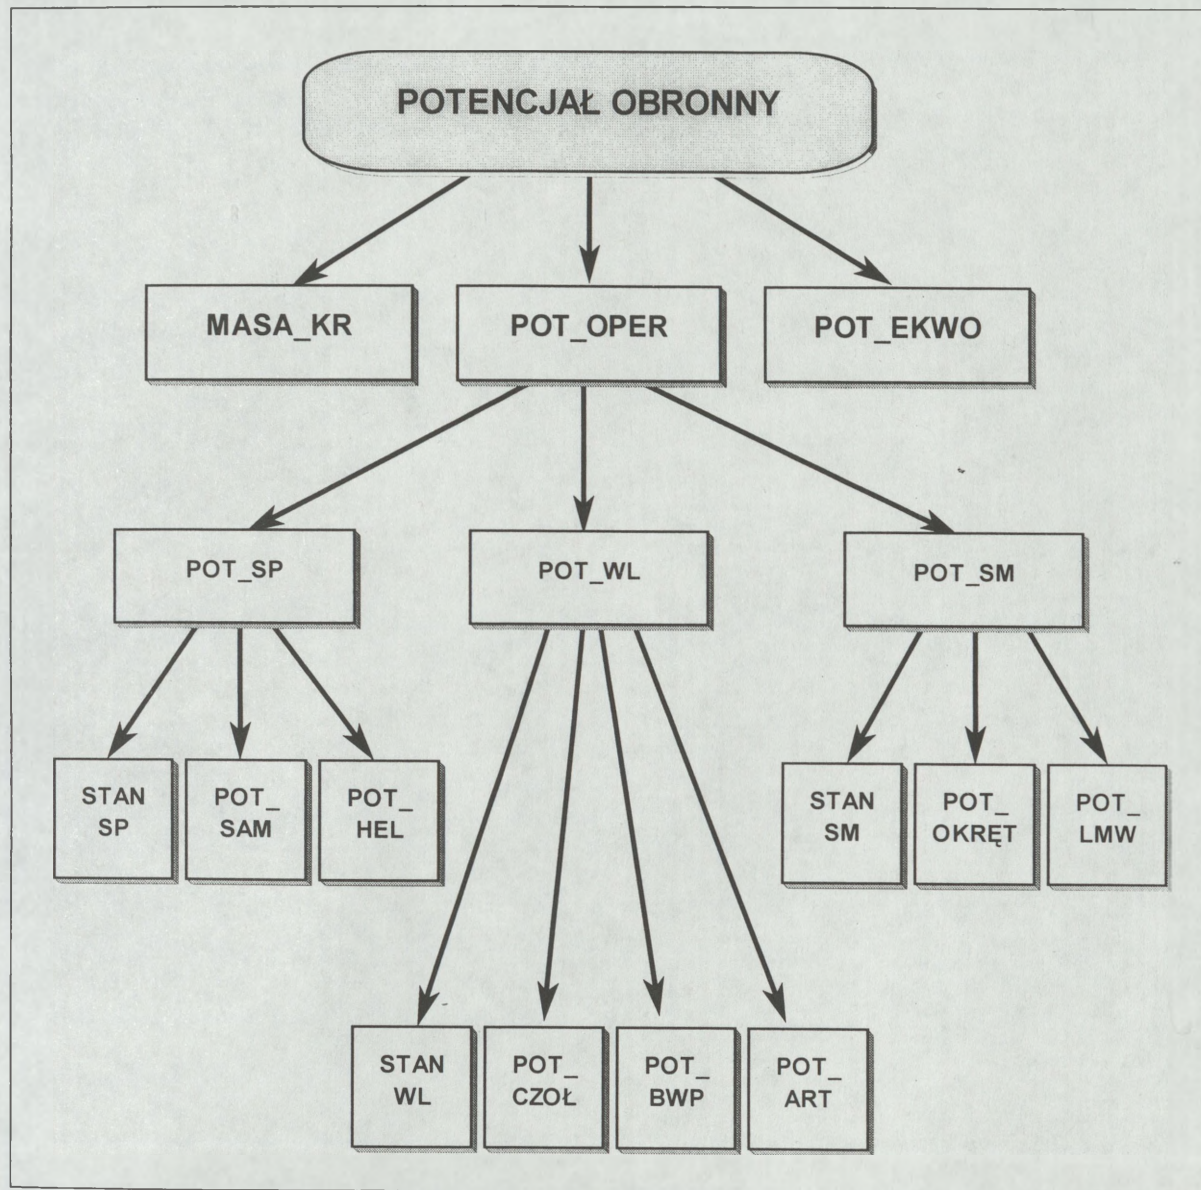 POTENCJAŁ OBRONNY
MASA_KR
POT_OPER
POT_EKWO
POT_SP
POT_WL
POT_SM
STAN
SP
POT_
SAM
POT_
HEL
STAN
SM
POT_
OKRĘT
POT_
LMW
STAN
WL
POT_
CZOŁ
POT_
BWP
POT_
ART